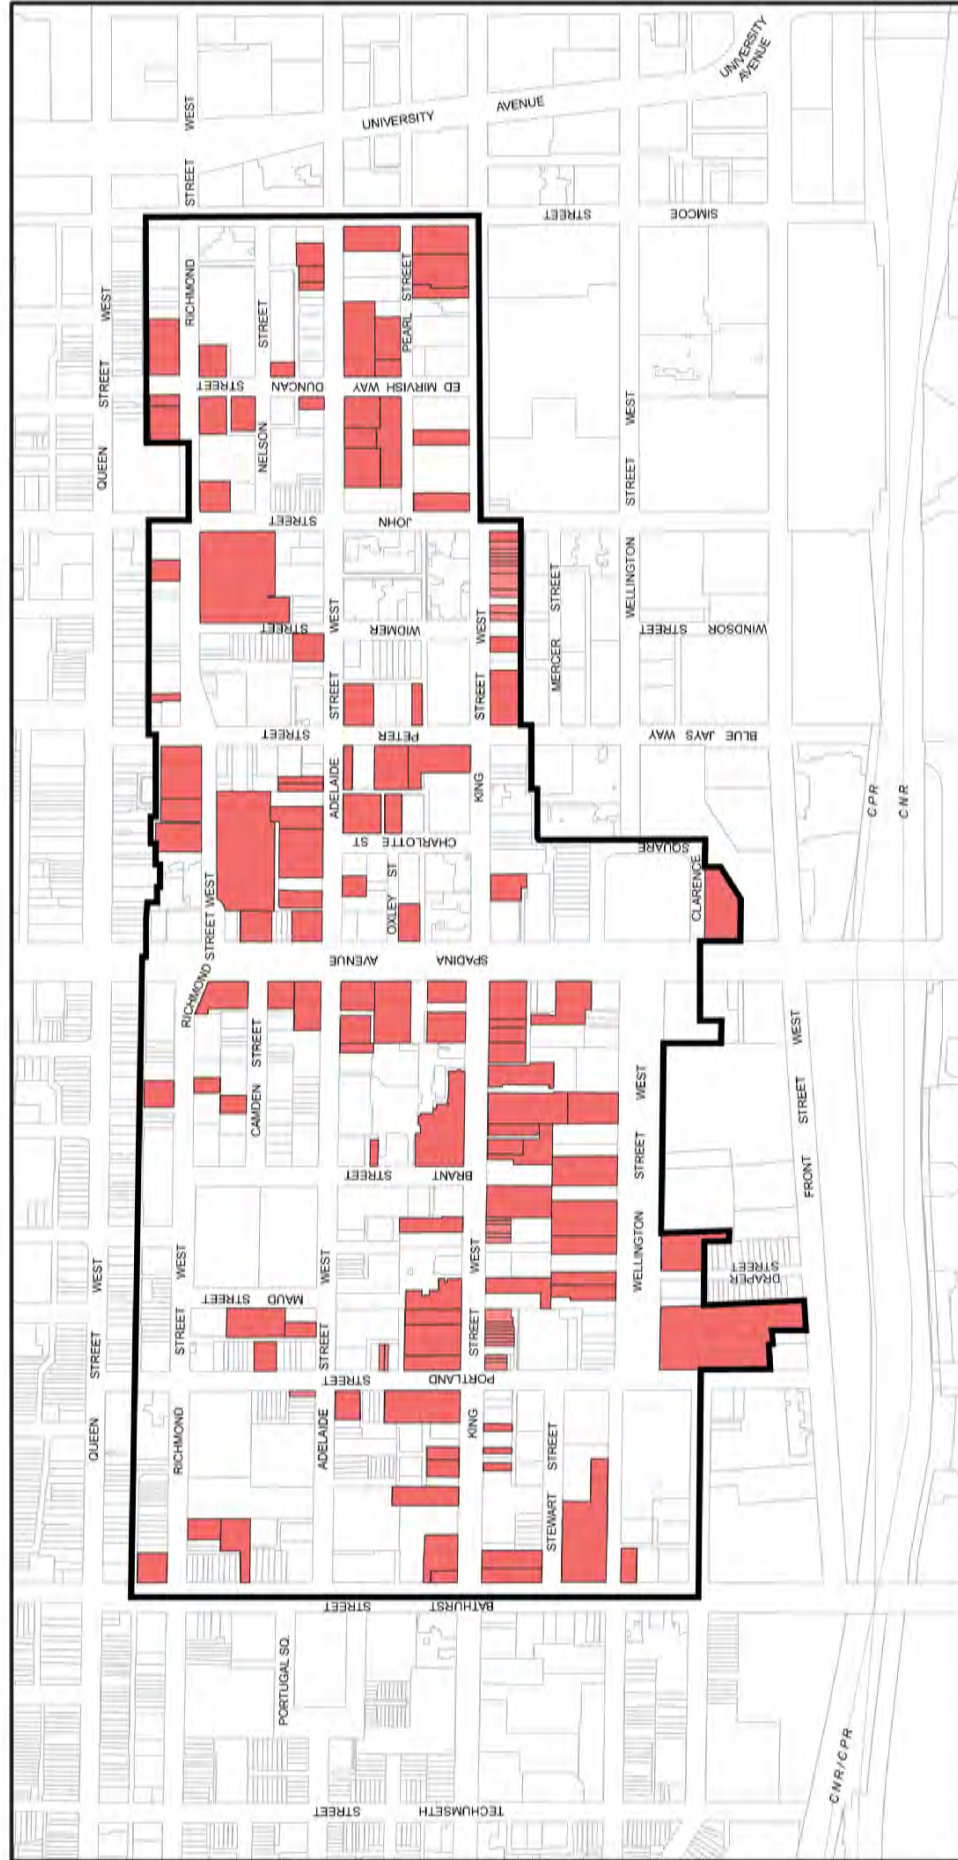 QUEEN STREET WEST
QUEEN STREET WEST
STREET WEST
RICHMOND STREET WEST
RICHMOND STREET WEST
RICHMOND
PORTUGAL SQ.
CAMDEN STREET
NELSON STREET
ADELAIDE STREET WEST
ADELAIDE STREET WEST
OXLEY ST
PEARL STREET
KING STREET WEST
KING STREET WEST
STEWART STREET
MERCER STREET
WELLINGTON STREET WEST
WELLINGTON STREET WEST
CLARENCE
SQUARE
FRONT STREET WEST
CNR/CPR
CPR
CNR
TECHUMSETH
STREET
BATHURST
STREET
PORTLAND
STREET
MAUD STREET
DRAPER
STREET
BRANT
STREET
SPADINA
AVENUE
CHARLOTTE ST
PETER
STREET
BLUE JAYS WAY
WIDMER
STREET
WINDSOR STREET
JOHN
STREET
ED MIRVISH WAY
DUNCAN
STREET
SIMCOE
STREET
UNIVERSITY AVENUE
UNIVERSITY
AVENUE